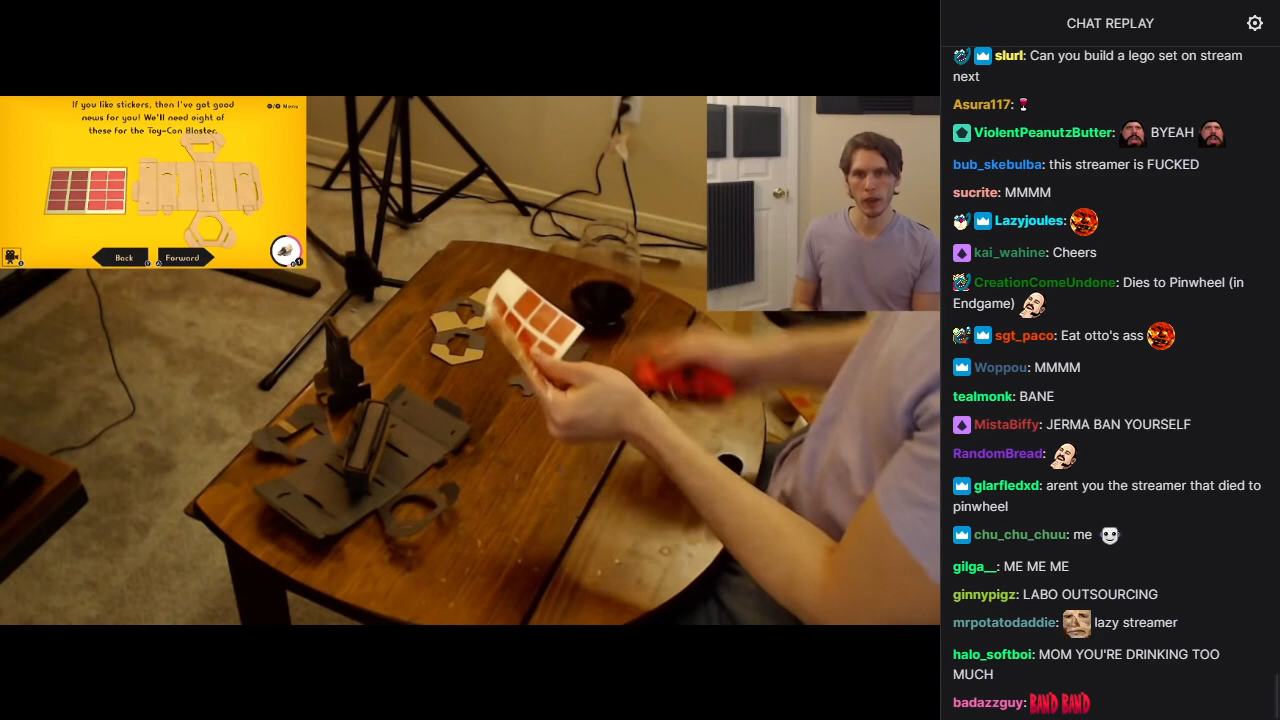 If you like stickers, then I've got good
news for you! We'll need eight of
these for the Toy-Con Blaster.
Menu
Back
Forward
CHAT REPLAY
slurl: Can you build a lego set on stream
next
Asura117:
ViolentPeanutzButter: BYEAH
bub_skebulba: this streamer is FUCKED
sucrite: MMMM
Lazyjoules:
kai_wahine: Cheers
CreationComeUndone: Dies to Pinwheel (in
Endgame)
sgt_paco: Eat otto's ass
Woppou: MMMM
tealmonk: BANE
MistaBiffy: JERMA BAN YOURSELF
RandomBread:
glarfledxd: arent you the streamer that died to
pinwheel
chu_chu_chuu: me
gilga__: ME ME ME
ginnypigz: LABO OUTSOURCING
mrpotatodaddie: lazy streamer
halo_softboi: MOM YOU'RE DRINKING TOO
MUCH
badazzguy: BAND BAND